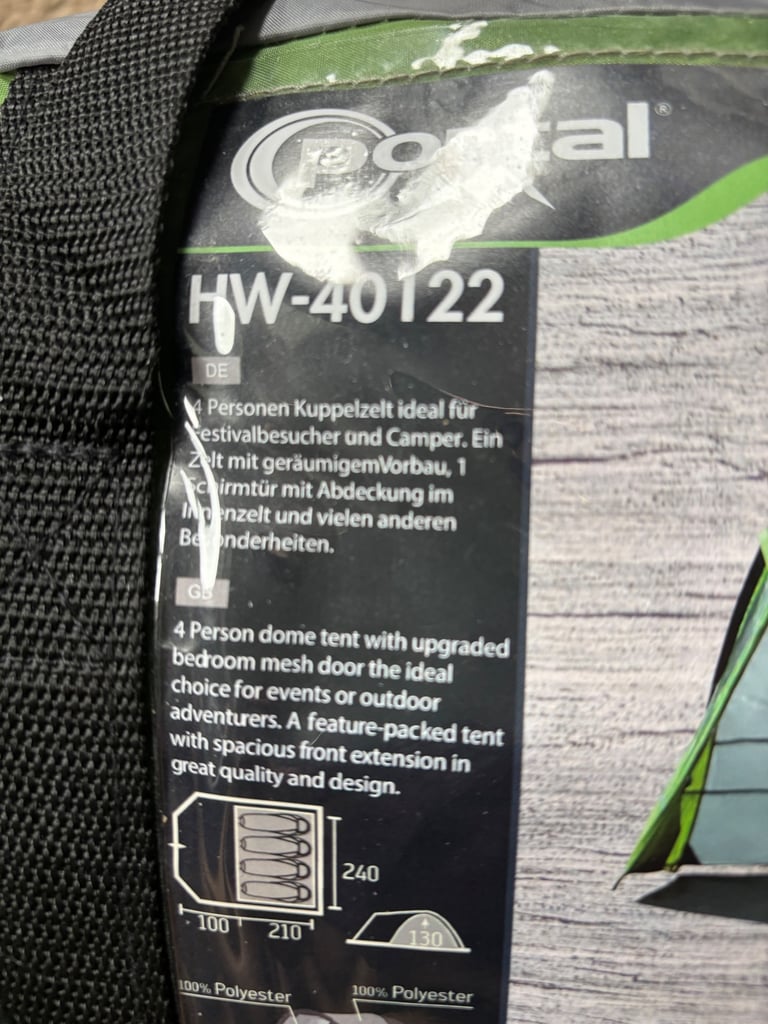 portal®
HW-40122
DE
4 Personen Kuppelzelt ideal für
Festivalbesucher und Camper. Ein
Zelt mit geräumigemVorbau, 1
Schirmtür mit Abdeckung im
Innenzelt und vielen anderen
Besonderheiten.
GB
4 Person dome tent with upgraded
bedroom mesh door the ideal
choice for events or outdoor
adventurers. A feature-packed tent
with spacious front extension in
great quality and design.
240
100 210
130
100% Polyester 100% Polyester